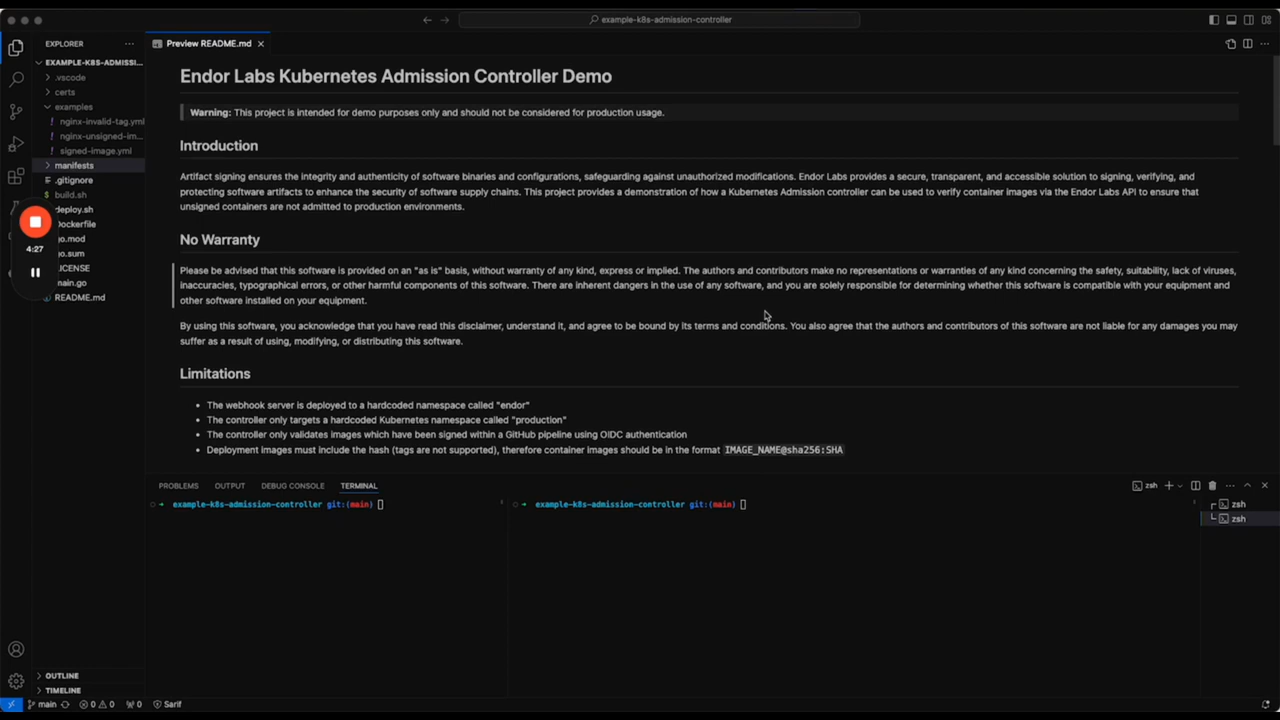 example-k8s-admission-controller
EXPLORER
Preview README.md
EXAMPLE-K8S-ADMISSI...
.vscode
certs
examples
nginx-invalid-tag.yml
nginx-unsigned-im...
signed-image.yml
manifests
.gitignore
build.sh
deploy.sh
Dockerfile
go.mod
go.sum
LICENSE
main.go
README.md
4:27
Endor Labs Kubernetes Admission Controller Demo
Warning: This project is intended for demo purposes only and should not be considered for production usage.
Introduction
Artifact signing ensures the integrity and authenticity of software binaries and configurations, safeguarding against unauthorized modifications. Endor Labs provides a secure, transparent, and accessible solution to signing, verifying, and
protecting software artifacts to enhance the security of software supply chains. This project provides a demonstration of how a Kubernetes Admission controller can be used to verify container images via the Endor Labs API to ensure that
unsigned containers are not admitted to production environments.
No Warranty
Please be advised that this software is provided on an "as is" basis, without warranty of any kind, express or implied. The authors and contributors make no representations or warranties of any kind concerning the safety, suitability, lack of viruses,
inaccuracies, typographical errors, or other harmful components of this software. There are inherent dangers in the use of any software, and you are solely responsible for determining whether this software is compatible with your equipment and
other software installed on your equipment.
By using this software, you acknowledge that you have read this disclaimer, understand it, and agree to be bound by its terms and conditions. You also agree that the authors and contributors of this software are not liable for any damages you may
suffer as a result of using, modifying, or distributing this software.
Limitations
• The webhook server is deployed to a hardcoded namespace called "endor"
• The controller only targets a hardcoded Kubernetes namespace called "production"
• The controller only validates images which have been signed within a GitHub pipeline using OIDC authentication
• Deployment images must include the hash (tags are not supported), therefore container images should be in the format IMAGE_NAME@sha256:SHA
PROBLEMS OUTPUT DEBUG CONSOLE TERMINAL
zsh
example-k8s-admission-controller git:(main)
example-k8s-admission-controller git:(main)
zsh
zsh
OUTLINE
TIMELINE
main 0 0 0 Sarif